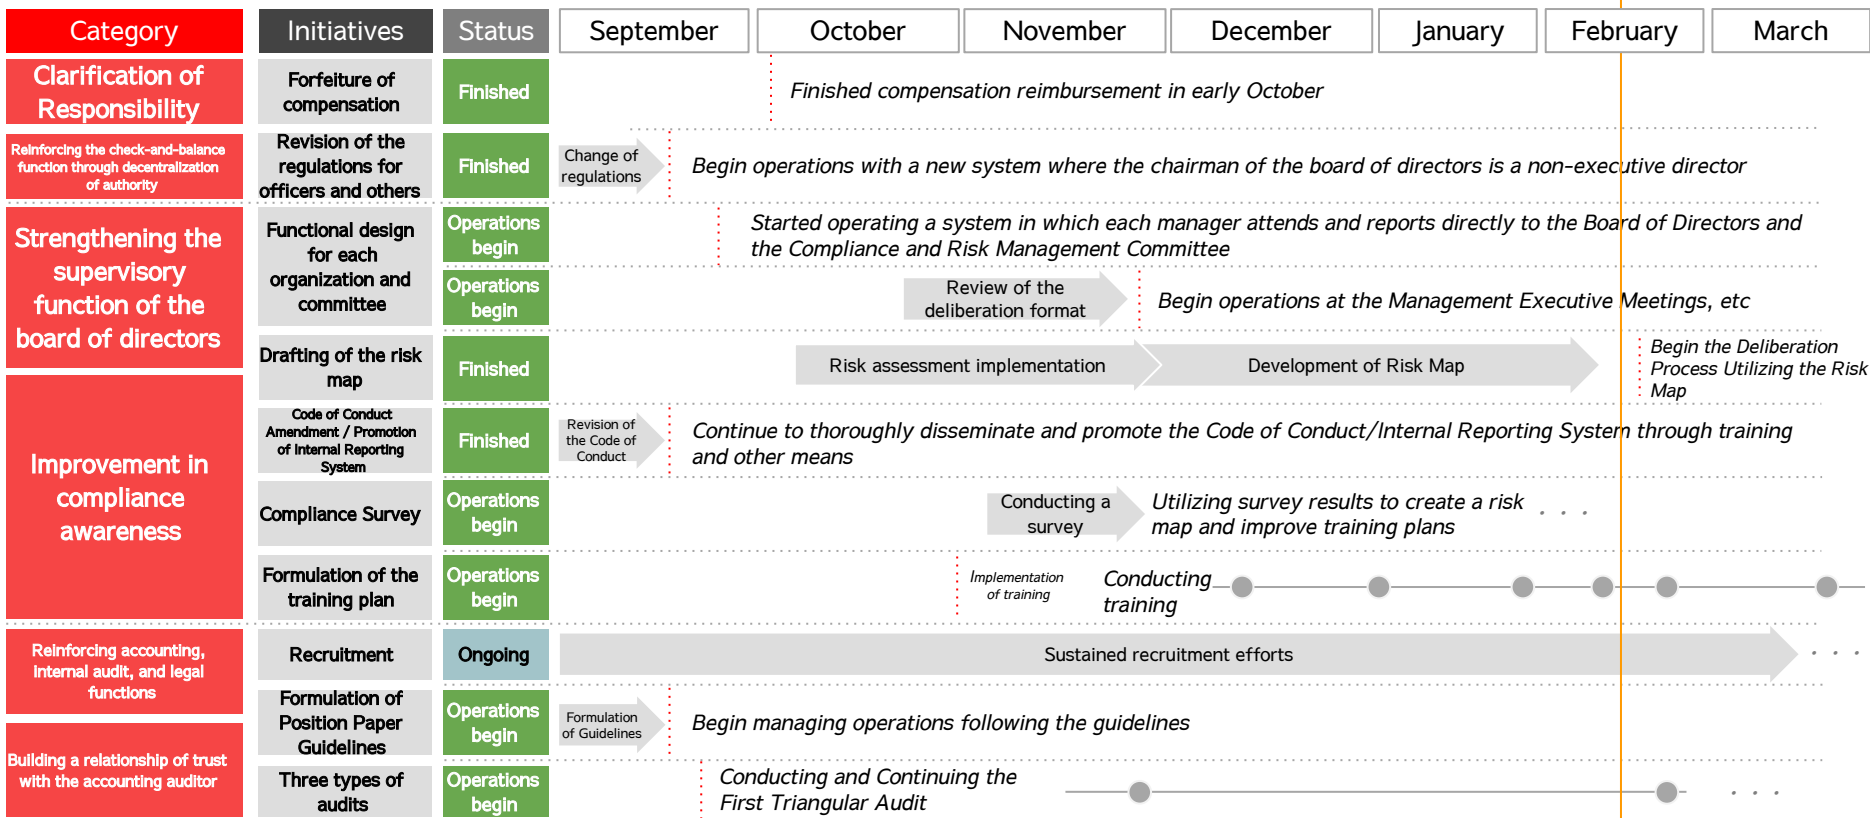 Category
Initiatives
Status
September
October
November
December
January
February
March
Clarification of
Responsibility
Forfeiture of
compensation
Finished
Finished compensation reimbursement in early October
Reinforcing the check-and-balance
function through decentralization
of authority
Revision of the
regulations for
officers and others
Finished
Change of
regulations
Begin operations with a new system where the chairman of the board of directors is a non-executive director
Strengthening the
supervisory
function of the
board of directors
Functional design
for each
organization and
committee
Operations
begin
Started operating a system in which each manager attends and reports directly to the Board of Directors and
the Compliance and Risk Management Committee
Operations
begin
Review of the
deliberation format
Begin operations at the Management Executive Meetings, etc
Drafting of the risk
map
Finished
Risk assessment implementation
Development of Risk Map
Begin the Deliberation
Process Utilizing the Risk
Map
Improvement in
compliance
awareness
Code of Conduct
Amendment / Promotion
of Internal Reporting
System
Finished
Revision of
the Code of
Conduct
Continue to thoroughly disseminate and promote the Code of Conduct/Internal Reporting System through training
and other means
Compliance Survey
Operations
begin
Conducting a
survey
Utilizing survey results to create a risk
map and improve training plans
. . .
Formulation of the
training plan
Operations
begin
Implementation
of training
Conducting
training
Reinforcing accounting,
internal audit, and legal
functions
Recruitment
Ongoing
Sustained recruitment efforts
. . .
Formulation of
Position Paper
Guidelines
Operations
begin
Formulation
of Guidelines
Begin managing operations following the guidelines
Building a relationship of trust
with the accounting auditor
Three types of
audits
Operations
begin
Conducting and Continuing the
First Triangular Audit
. . .